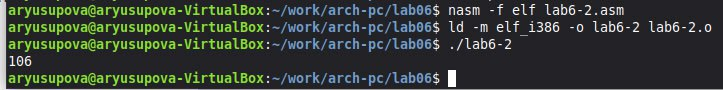 aryusupova@aryusupova-VirtualBox:~/work/arch-pc/lab06$ nasm -f elf lab6-2.asm
aryusupova@aryusupova-VirtualBox:~/work/arch-pc/lab06$ ld -m elf_i386 -o lab6-2 lab6-2.o
aryusupova@aryusupova-VirtualBox:~/work/arch-pc/lab06$ ./lab6-2
106
aryusupova@aryusupova-VirtualBox:~/work/arch-pc/lab06$